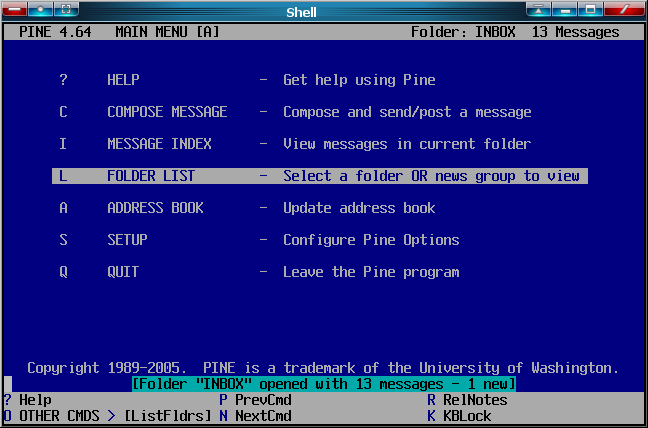 Shell
PINE 4.64   MAIN MENU [A]   Folder: INBOX  13 Messages
?   HELP   -  Get help using Pine
C   COMPOSE MESSAGE   -  Compose and send/post a message
I   MESSAGE INDEX   -  View messages in current folder
L   FOLDER LIST   -  Select a folder OR news group to view
A   ADDRESS BOOK   -  Update address book
S   SETUP   -  Configure Pine Options
Q   QUIT   -  Leave the Pine program
Copyright 1989-2005.  PINE is a trademark of the University of Washington.
[Folder "INBOX" opened with 13 messages - 1 new]
? Help   P PrevCmd   R RelNotes
O OTHER CMDS > [ListFldrs] N NextCmd   K KBLock